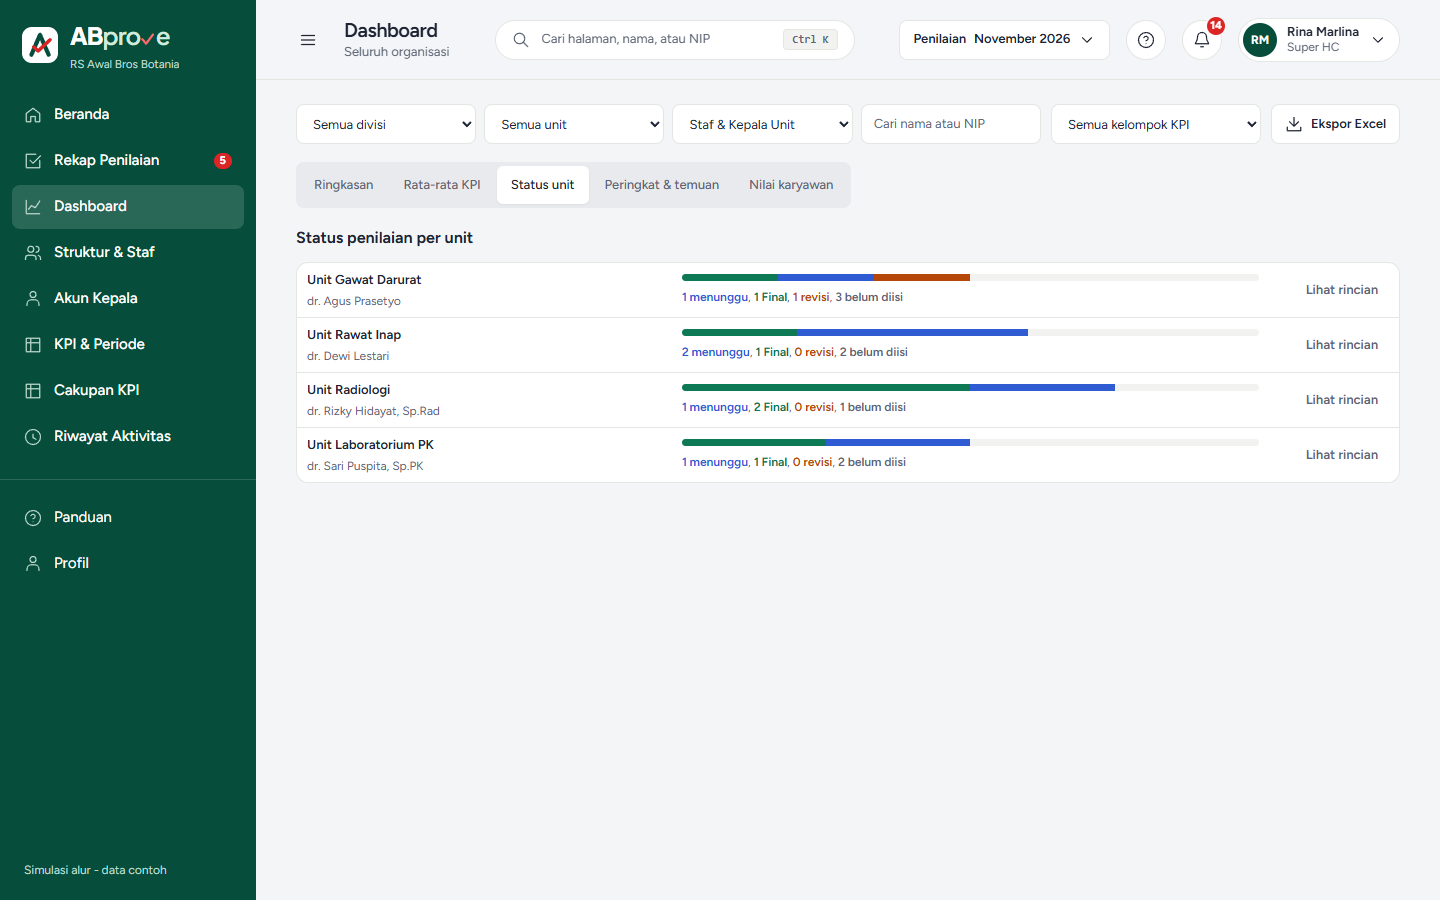 ABprove
RS Awal Bros Botania
Beranda
Rekap Penilaian 5
Dashboard
Struktur & Staf
Akun Kepala
KPI & Periode
Cakupan KPI
Riwayat Aktivitas
Panduan
Profil
Simulasi alur - data contoh
Dashboard
Seluruh organisasi
Cari halaman, nama, atau NIP Ctrl K
Penilaian November 2026
14
RM
Rina Marlina
Super HC
Semua divisi
Semua unit
Staf & Kepala Unit
Cari nama atau NIP
Semua kelompok KPI
Ekspor Excel
Ringkasan
Rata-rata KPI
Status unit
Peringkat & temuan
Nilai karyawan
Status penilaian per unit
Unit Gawat Darurat
dr. Agus Prasetyo
1 menunggu, 1 Final, 1 revisi, 3 belum diisi
Lihat rincian
Unit Rawat Inap
dr. Dewi Lestari
2 menunggu, 1 Final, 0 revisi, 2 belum diisi
Lihat rincian
Unit Radiologi
dr. Rizky Hidayat, Sp.Rad
1 menunggu, 2 Final, 0 revisi, 1 belum diisi
Lihat rincian
Unit Laboratorium PK
dr. Sari Puspita, Sp.PK
1 menunggu, 1 Final, 0 revisi, 2 belum diisi
Lihat rincian